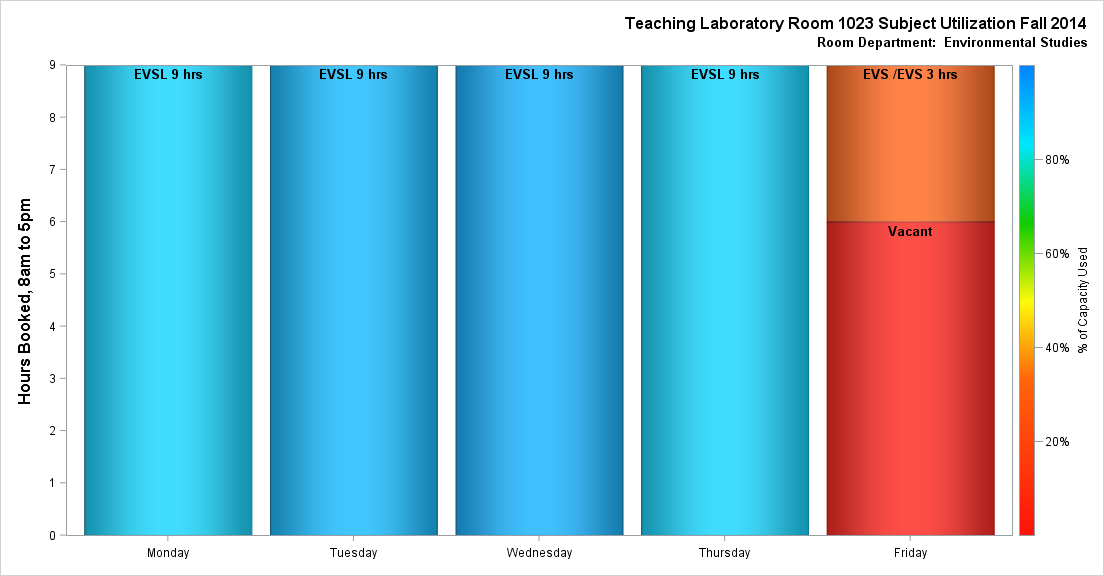 Teaching Laboratory Room 1023 Subject Utilization Fall 2014
Room Department:  Environmental Studies
Hours Booked, 8am to 5pm
9
8
7
6
5
4
3
2
1
0
EVSL 9 hrs
EVSL 9 hrs
EVSL 9 hrs
EVSL 9 hrs
EVS /EVS 3 hrs
Vacant
Monday
Tuesday
Wednesday
Thursday
Friday
80%
60%
40%
20%
% of Capacity Used